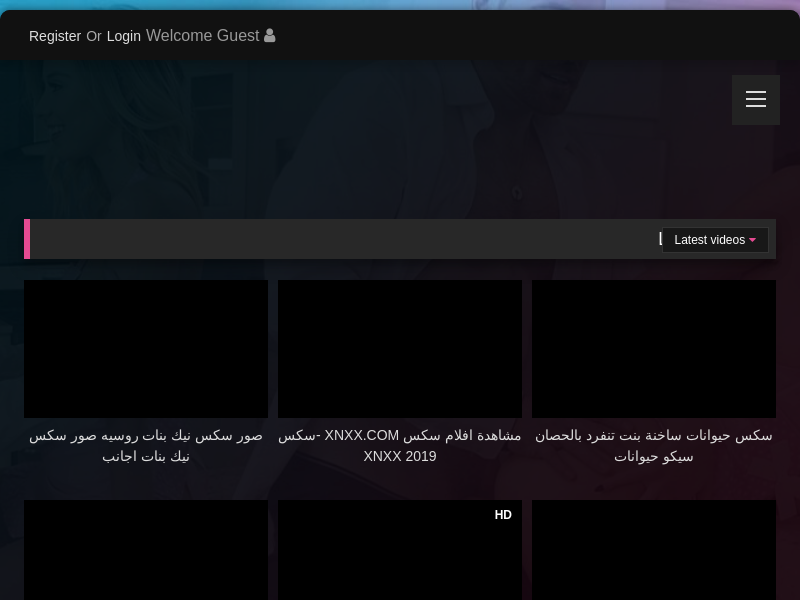 Register Or Login Welcome Guest
Latest videos
صور سكس نيك بنات روسيه صور سكس
نيك بنات اجانب
مشاهدة افلام سكس XNXX.COM -سكس
XNXX 2019
سكس حيوانات ساخنة بنت تنفرد بالحصان
سيكو حيوانات
HD